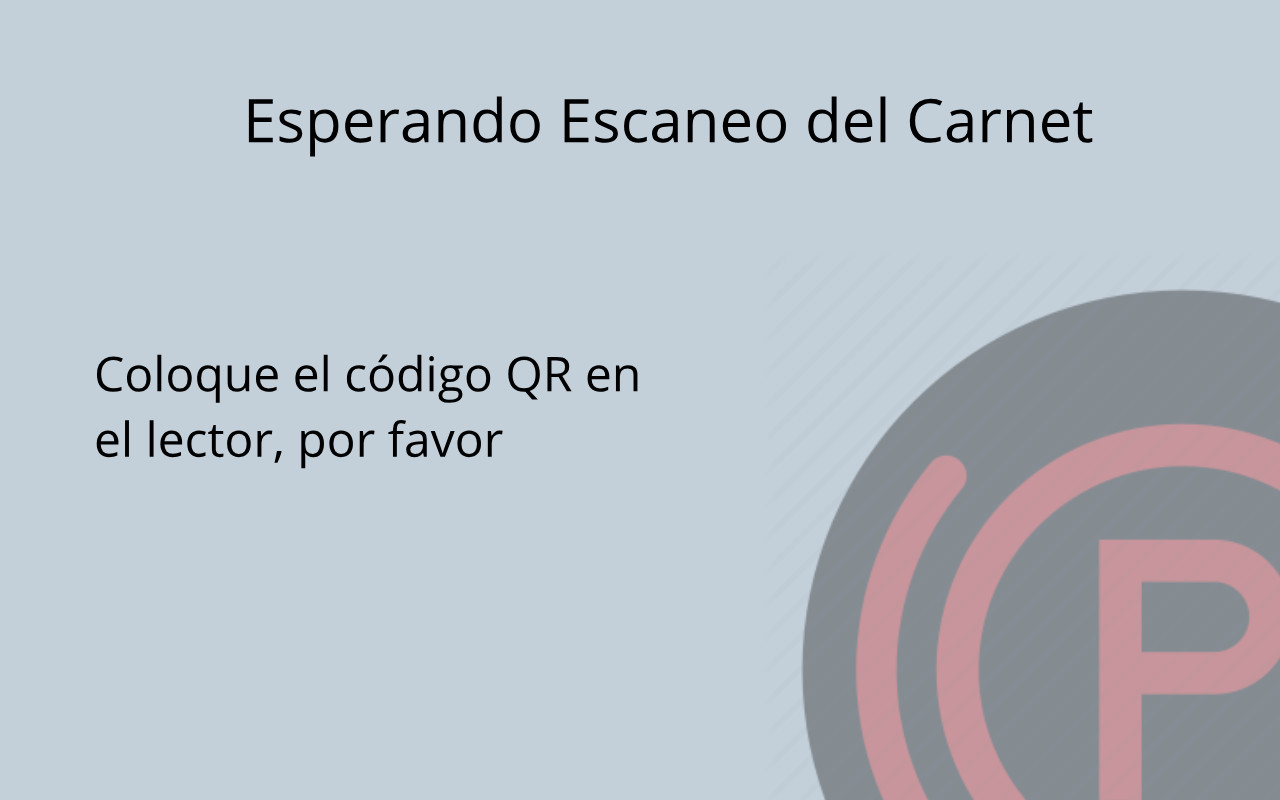 Esperando Escaneo del Carnet
Coloque el código QR en
el lector, por favor
P